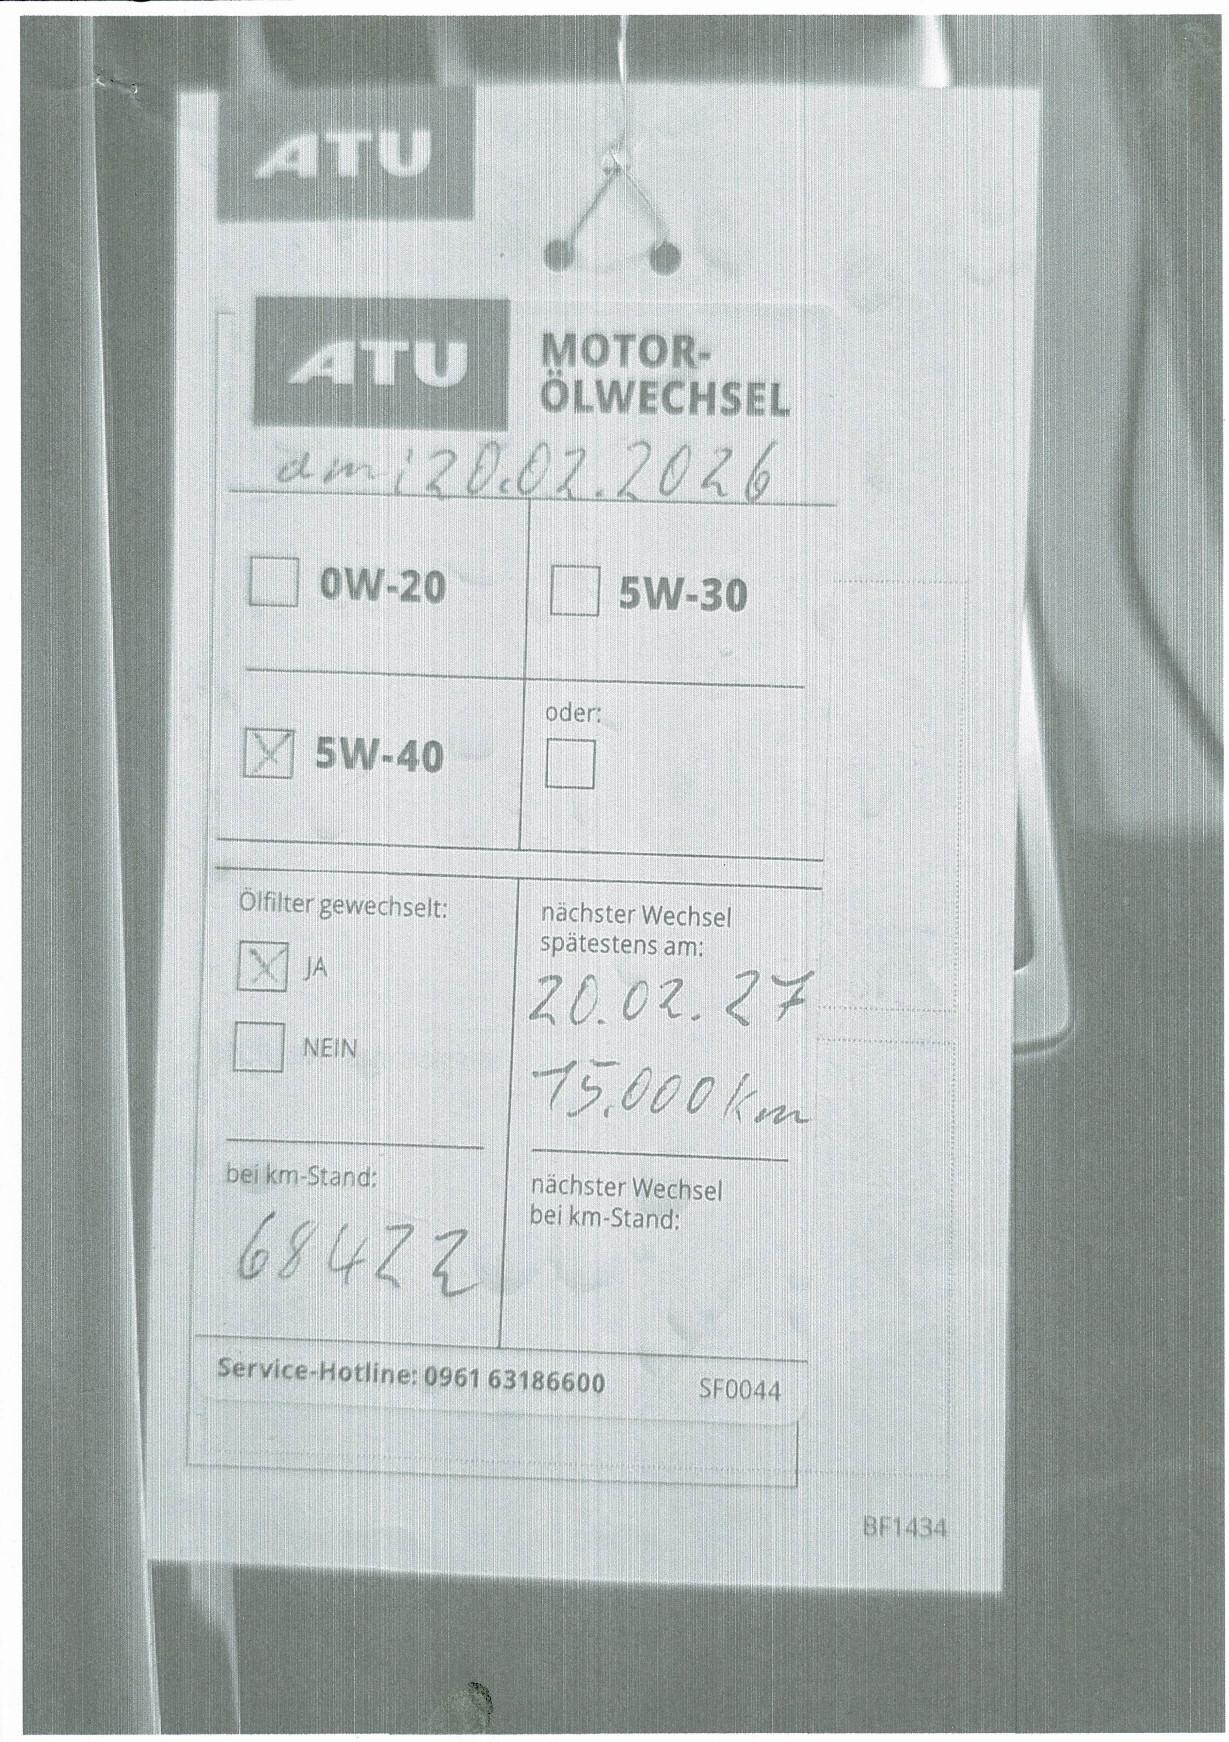 ATU
ATU
MOTOR-
ÖLWECHSEL
am: 20.02.2026
0W-20
5W-30
5W-40
oder:
Ölfilter gewechselt:
JA
NEIN
nächster Wechsel
spätestens am:
20.02.27
15.000 km
bei km-Stand:
68422
nächster Wechsel
bei km-Stand:
Service-Hotline: 0961 63186600
SF0044
BF1434